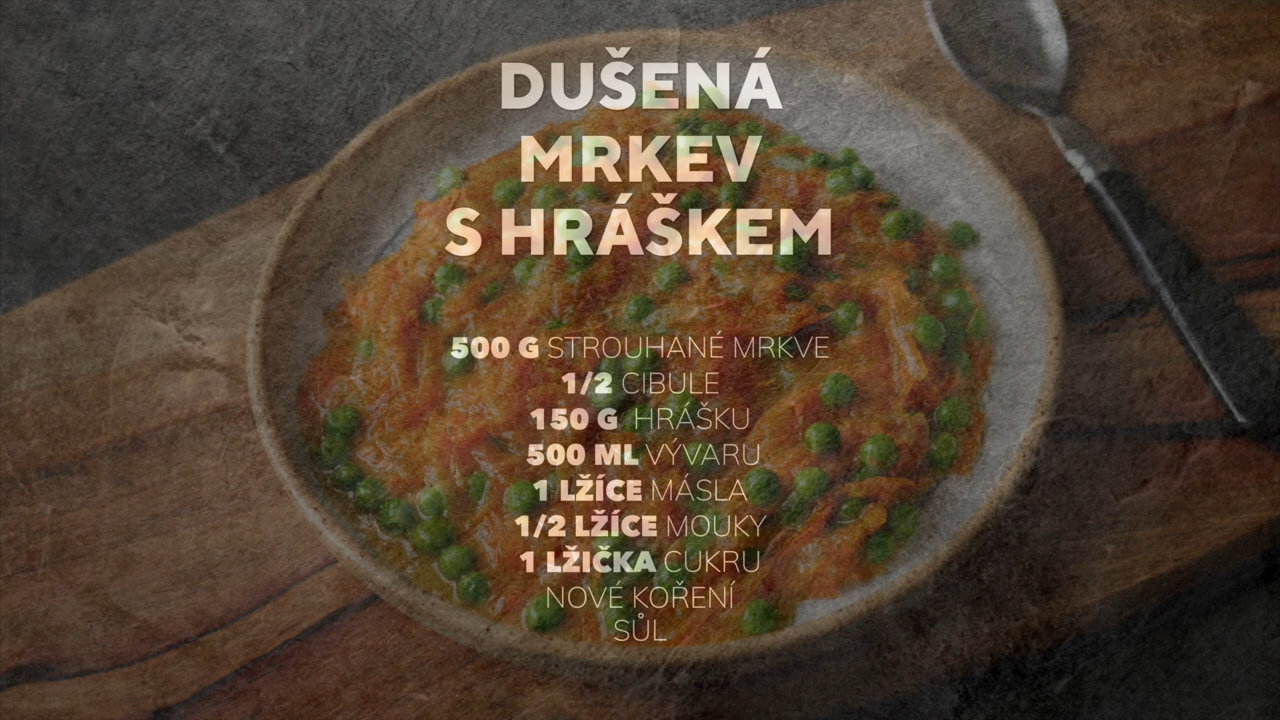 DUŠENÁ
MRKEV
S HRÁŠKEM
500 G STROUHANÉ MRKVE
1/2 CIBULE
150 G HRÁŠKU
500 ML VÝVARU
1 LŽÍCE MÁSLA
1/2 LŽÍCE MOUKY
1 LŽIČKA CUKRU
NOVÉ KOŘENÍ
SŮL